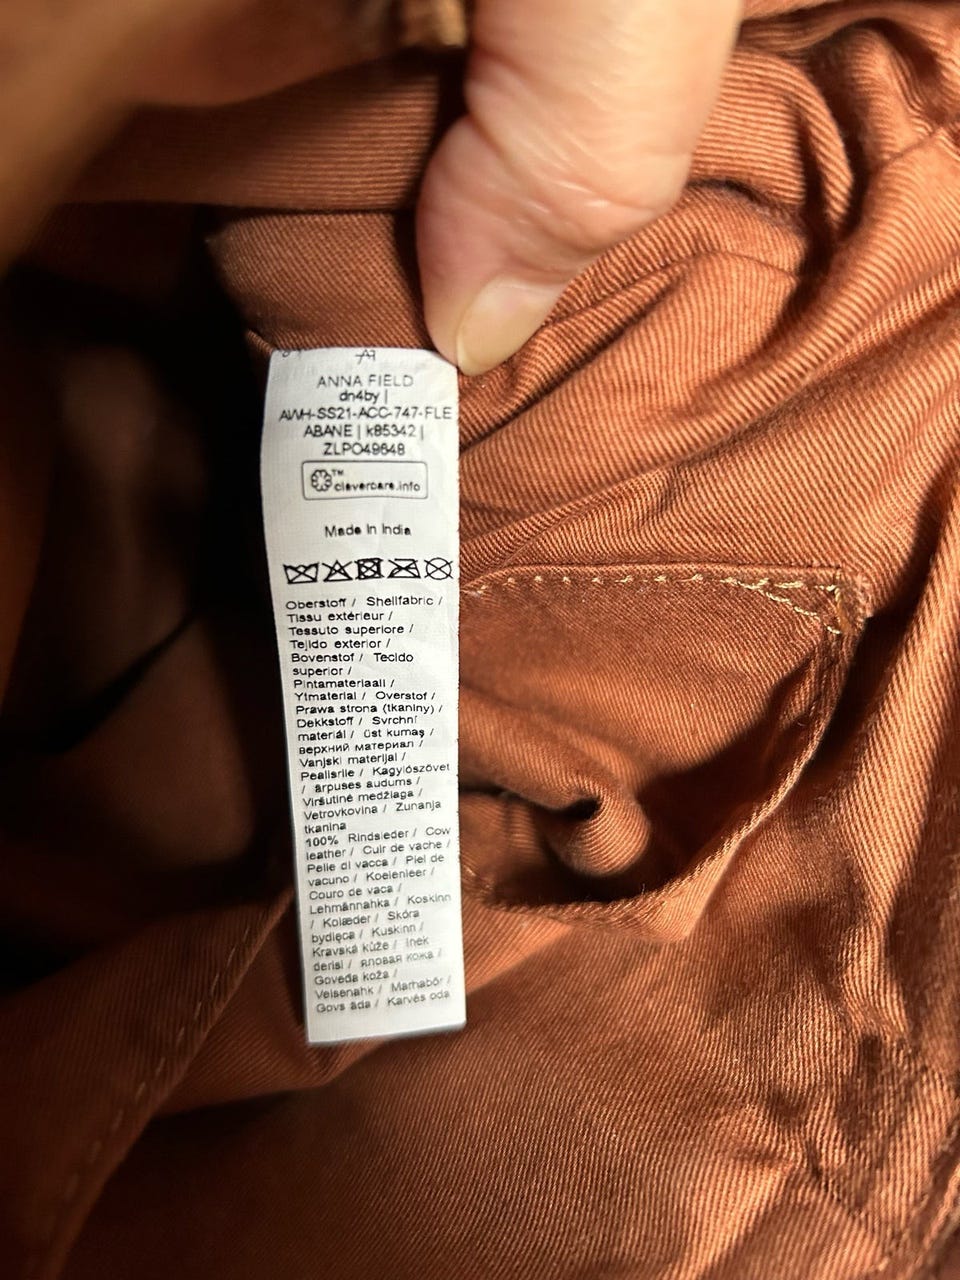 ANNA FIELD
dn4by |
AWH-SS21-ACC-747-FLE
ABANE | k85342 |
ZLPO49648
TM
clevercare.info
Made In India
Oberstoff / Shellfabric /
Tissu extérieur /
Tessuto superiore /
Tejido exterior /
Bovenstof / Tecido
superior /
Pintamateriaali /
Ytmaterial / Overstof /
Prawa strona (tkaniny) /
Dekkstoff / Svrchní
materiál / üst kumaş /
верхний материал /
Vanjski materijal /
Pealisriie / Kagylószövet
/ ārpuses audums /
Viršutinė medžiaga /
Vetrovkovina / Zunanja
tkanina
100% Rindsleder / Cow
leather / Cuir de vache /
Pelle di vacca / Piel de
vacuno / Koeienleer /
Couro de vaca /
Lehmännahka / Koskinn
/ Kolæder / Skóra
bydlęca / Kuskinn /
Kravská kůže / Inek
derisi / яловая кожа /
Goveđa koža /
Veisenahk / Marhabőr /
Govs āda / Karvės oda